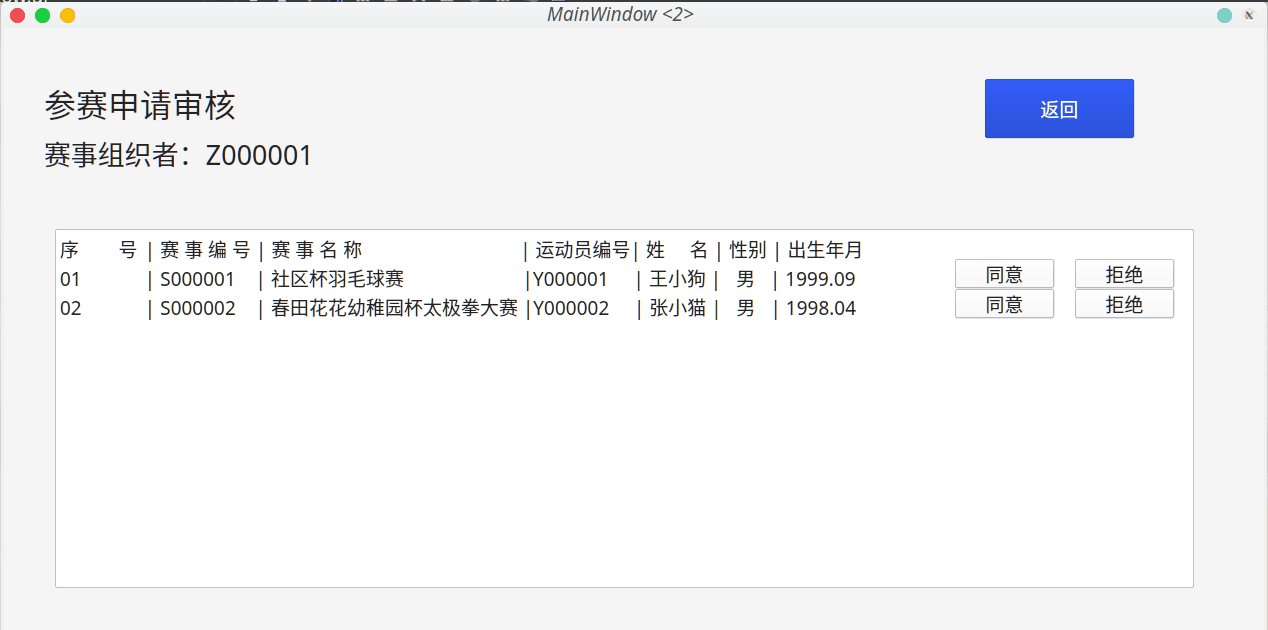 MainWindow <2>
参赛申请审核
返回
赛事组织者：Z000001
序 号 | 赛 事 编 号 | 赛 事 名 称 | 运动员编号| 姓 名 | 性别 | 出生年月
01 | S000001 | 社区杯羽毛球赛 |Y000001 | 王小狗 | 男 | 1999.09 同意 拒绝
02 | S000002 | 春田花花幼稚园杯太极拳大赛 |Y000002 | 张小猫 | 男 | 1998.04 同意 拒绝